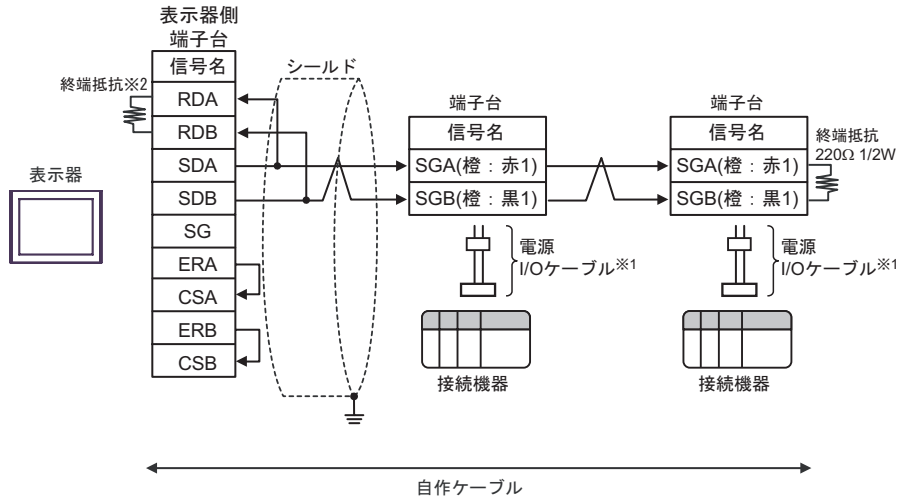 表示器側
端子台
信号名
終端抵抗※2
RDA
RDB
SDA
SDB
SG
ERA
CSA
ERB
CSB
シールド
表示器
端子台
信号名
SGA(橙：赤1)
SGB(橙：黒1)
電源
I/Oケーブル※1
接続機器
端子台
信号名
SGA(橙：赤1)
SGB(橙：黒1)
終端抵抗
220Ω 1/2W
電源
I/Oケーブル※1
接続機器
自作ケーブル